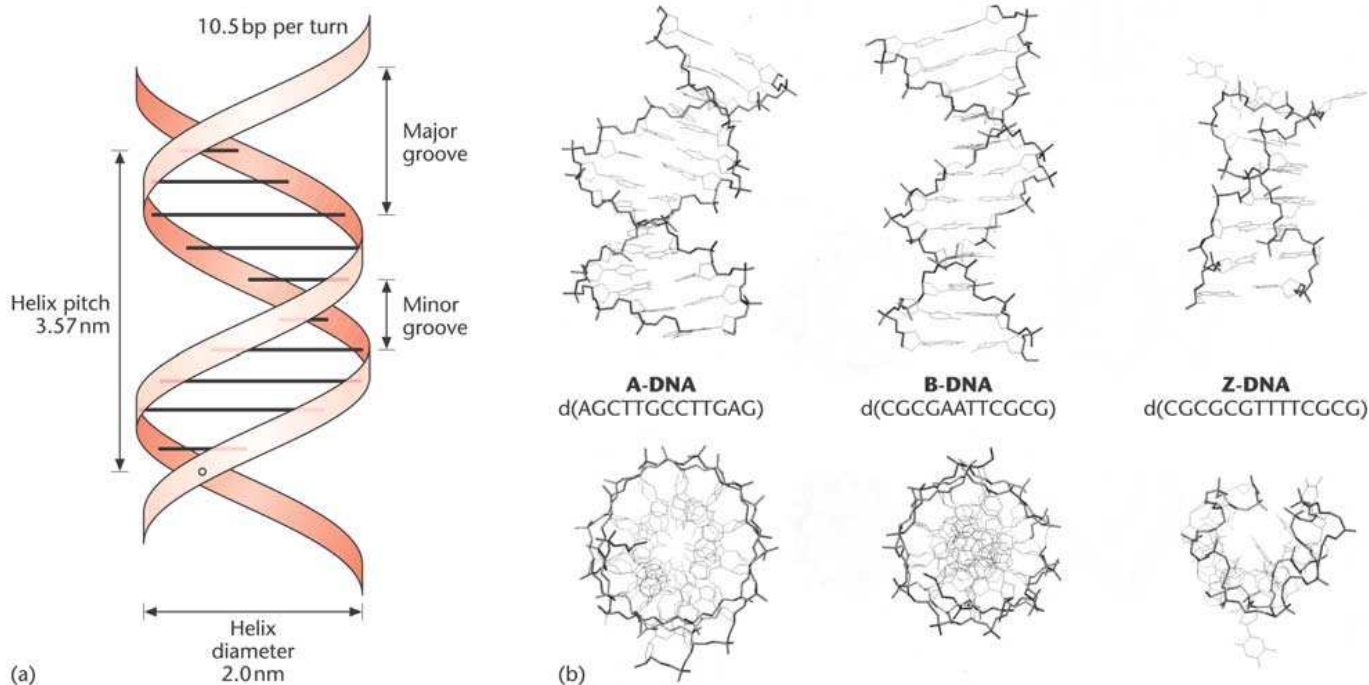 10.5 bp per turn
Major
groove
Helix pitch
3.57 nm
Minor
groove
Helix
diameter
2.0 nm
(a)
A-DNA
d(AGCTTGCCTTGAG)
B-DNA
d(CGCGAATTCGCG)
Z-DNA
d(CGCGCGTTTTCGCG)
(b)